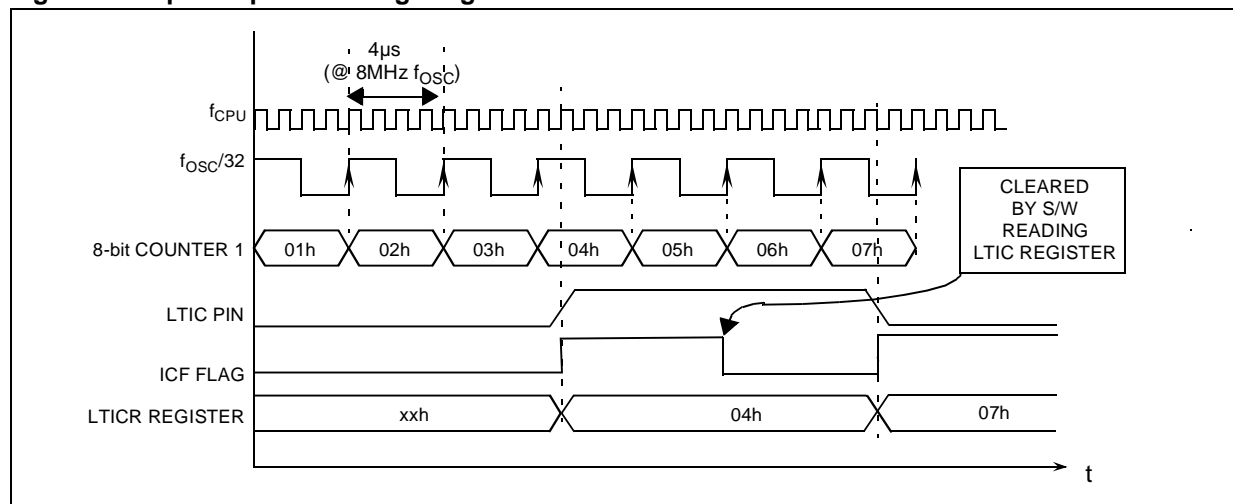 4µs
(@ 8MHz fOSC)
fCPU
fOSC/32
CLEARED
BY S/W
READING
LTIC REGISTER
8-bit COUNTER 1
01h 02h 03h 04h 05h 06h 07h
LTIC PIN
ICF FLAG
LTICR REGISTER
xxh 04h 07h
t